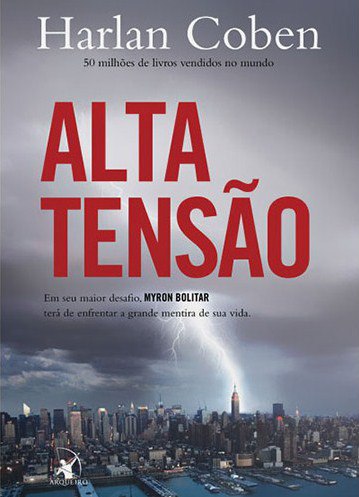 Harlan Coben
50 milhões de livros vendidos no mundo
ALTA
TENSÃO
Em seu maior desafio, MYRON BOLITAR
terá de enfrentar a grande mentira de sua vida.
ARQUEIRO